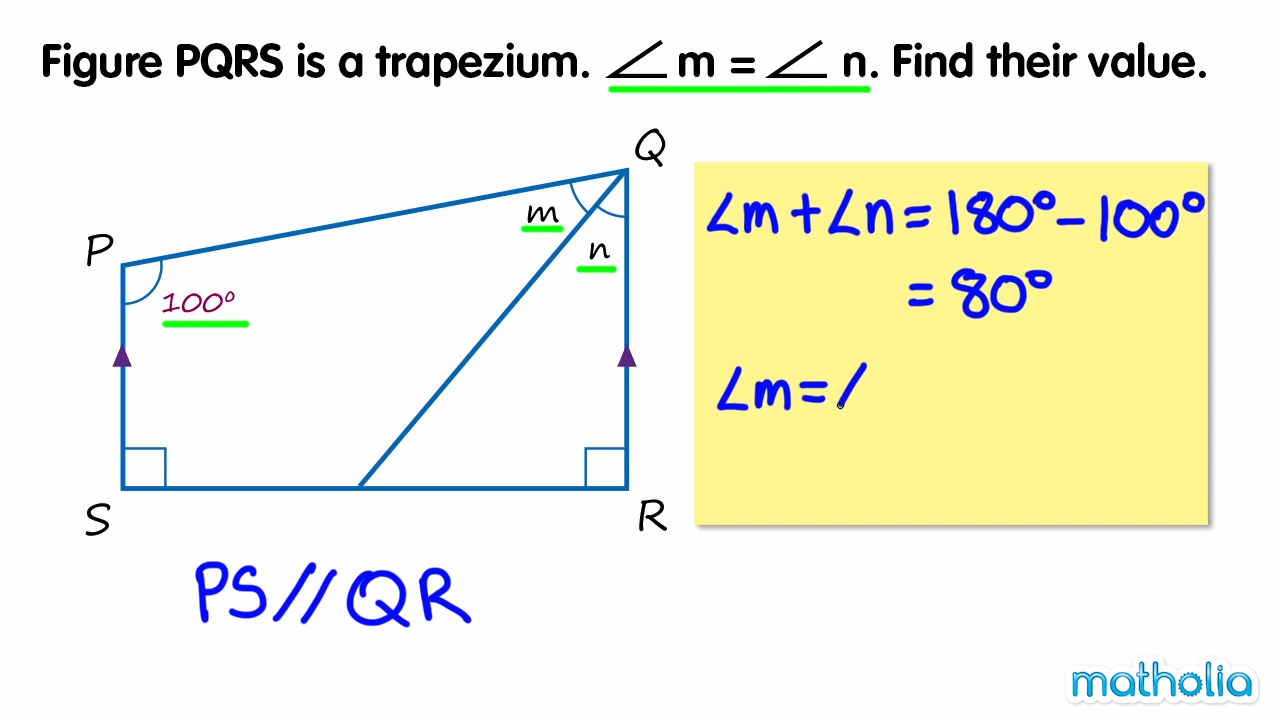 Figure PQRS is a trapezium. ∠m = ∠n. Find their value.
Q
∠m + ∠n = 180° − 100°
m
P
n
= 80°
100°
∠m = /
S
R
PS // QR
matholia